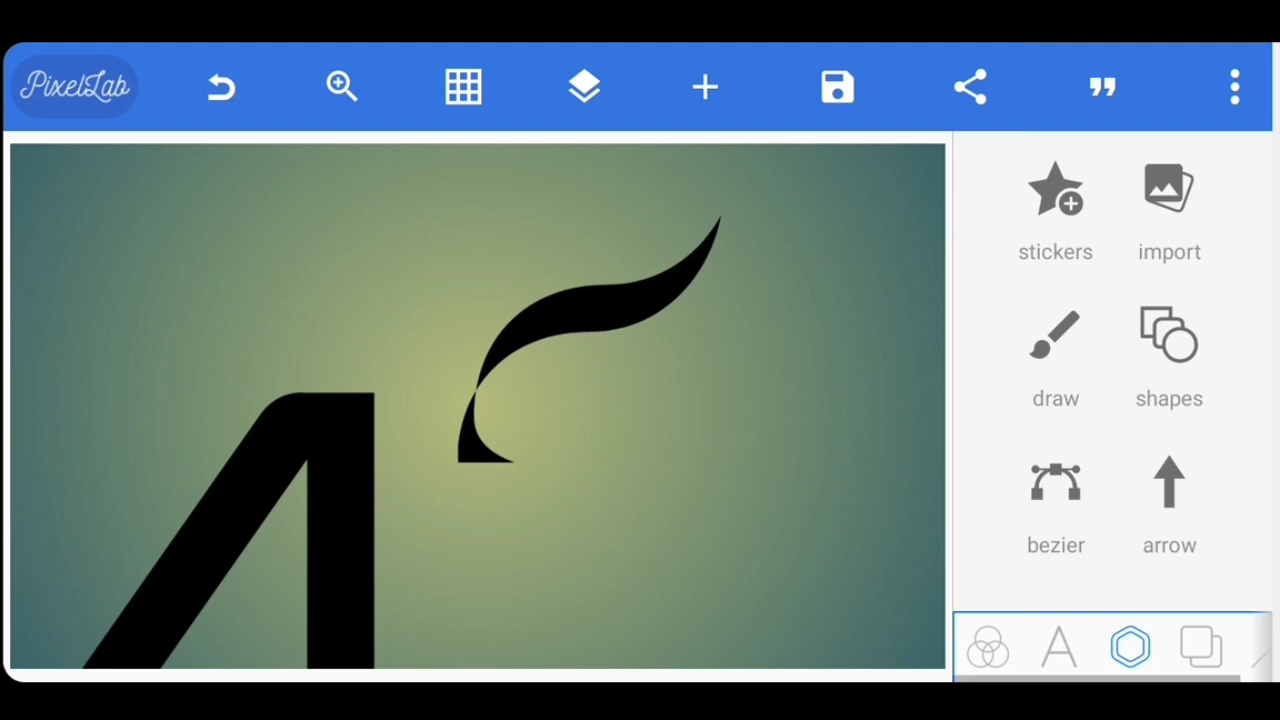 PixelLab
stickers
import
draw
shapes
bezier
arrow